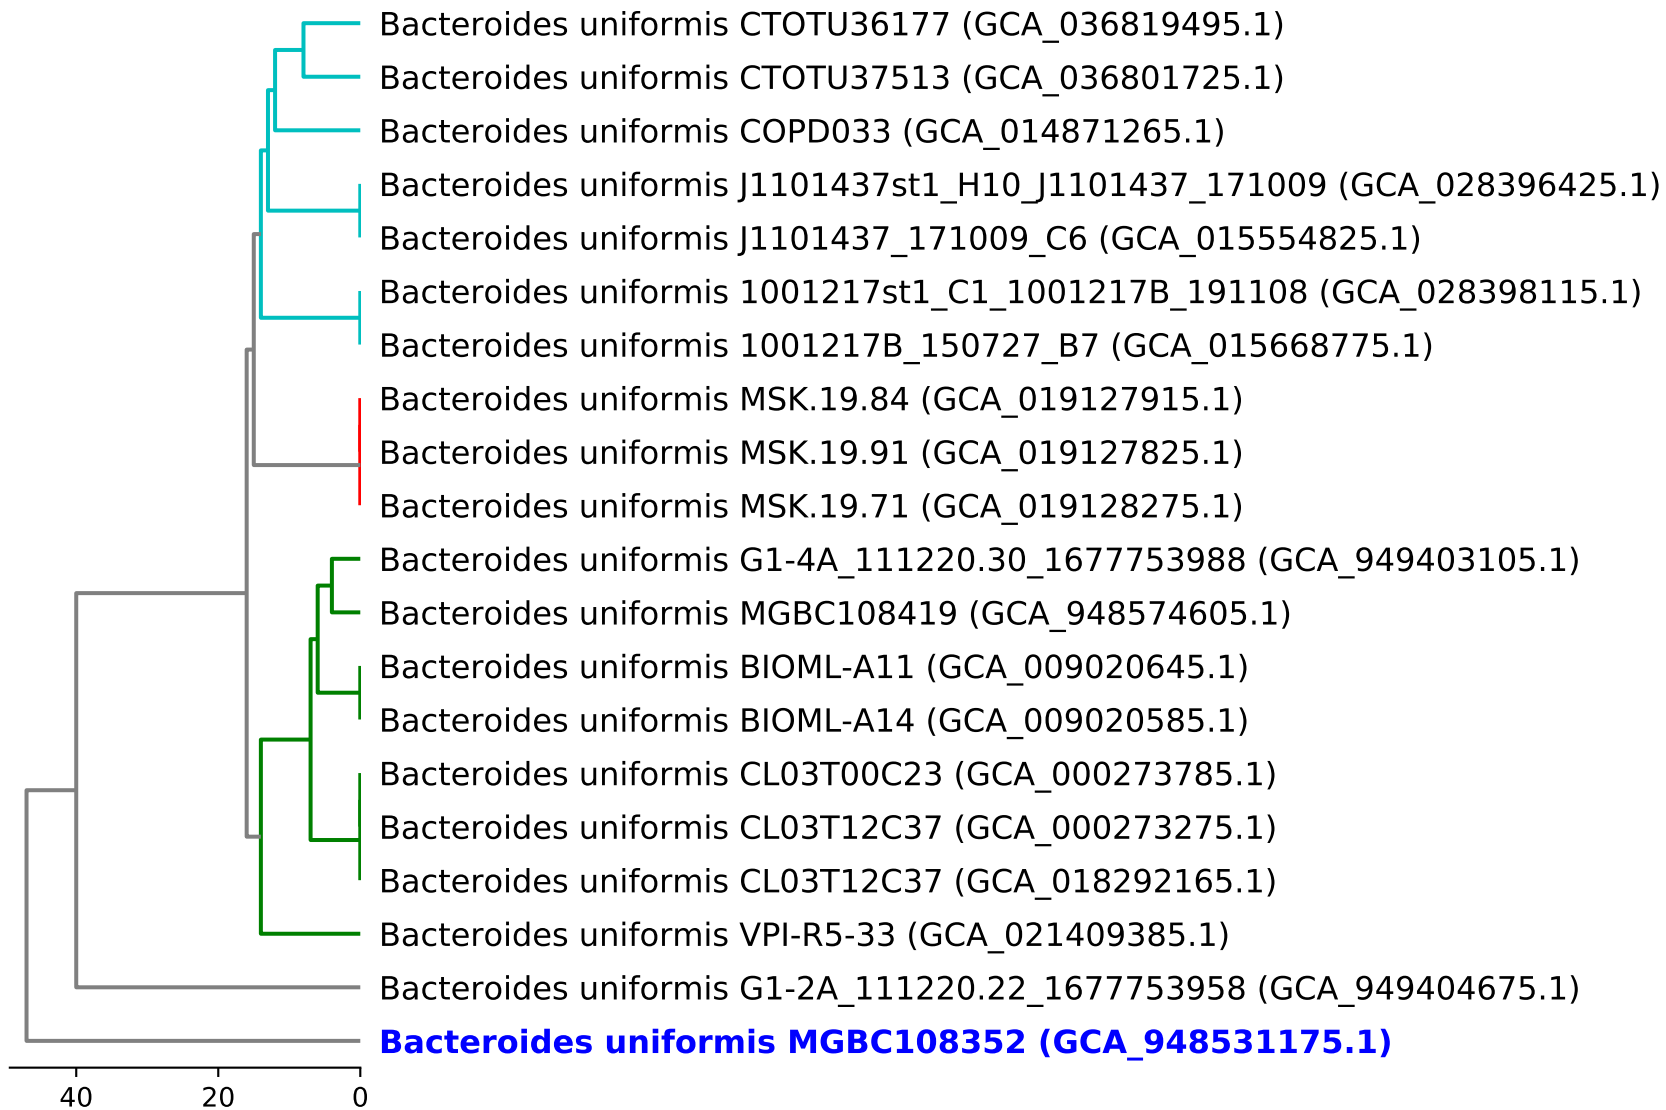 Bacteroides uniformis CTOTU36177 (GCA_036819495.1)
Bacteroides uniformis CTOTU37513 (GCA_036801725.1)
Bacteroides uniformis COPD033 (GCA_014871265.1)
Bacteroides uniformis J1101437st1_H10_J1101437_171009 (GCA_028396425.1)
Bacteroides uniformis J1101437_171009_C6 (GCA_015554825.1)
Bacteroides uniformis 1001217st1_C1_1001217B_191108 (GCA_028398115.1)
Bacteroides uniformis 1001217B_150727_B7 (GCA_015668775.1)
Bacteroides uniformis MSK.19.84 (GCA_019127915.1)
Bacteroides uniformis MSK.19.91 (GCA_019127825.1)
Bacteroides uniformis MSK.19.71 (GCA_019128275.1)
Bacteroides uniformis G1-4A_111220.30_1677753988 (GCA_949403105.1)
Bacteroides uniformis MGBC108419 (GCA_948574605.1)
Bacteroides uniformis BIOML-A11 (GCA_009020645.1)
Bacteroides uniformis BIOML-A14 (GCA_009020585.1)
Bacteroides uniformis CL03T00C23 (GCA_000273785.1)
Bacteroides uniformis CL03T12C37 (GCA_000273275.1)
Bacteroides uniformis CL03T12C37 (GCA_018292165.1)
Bacteroides uniformis VPI-R5-33 (GCA_021409385.1)
Bacteroides uniformis G1-2A_111220.22_1677753958 (GCA_949404675.1)
Bacteroides uniformis MGBC108352 (GCA_948531175.1)
40 20 0